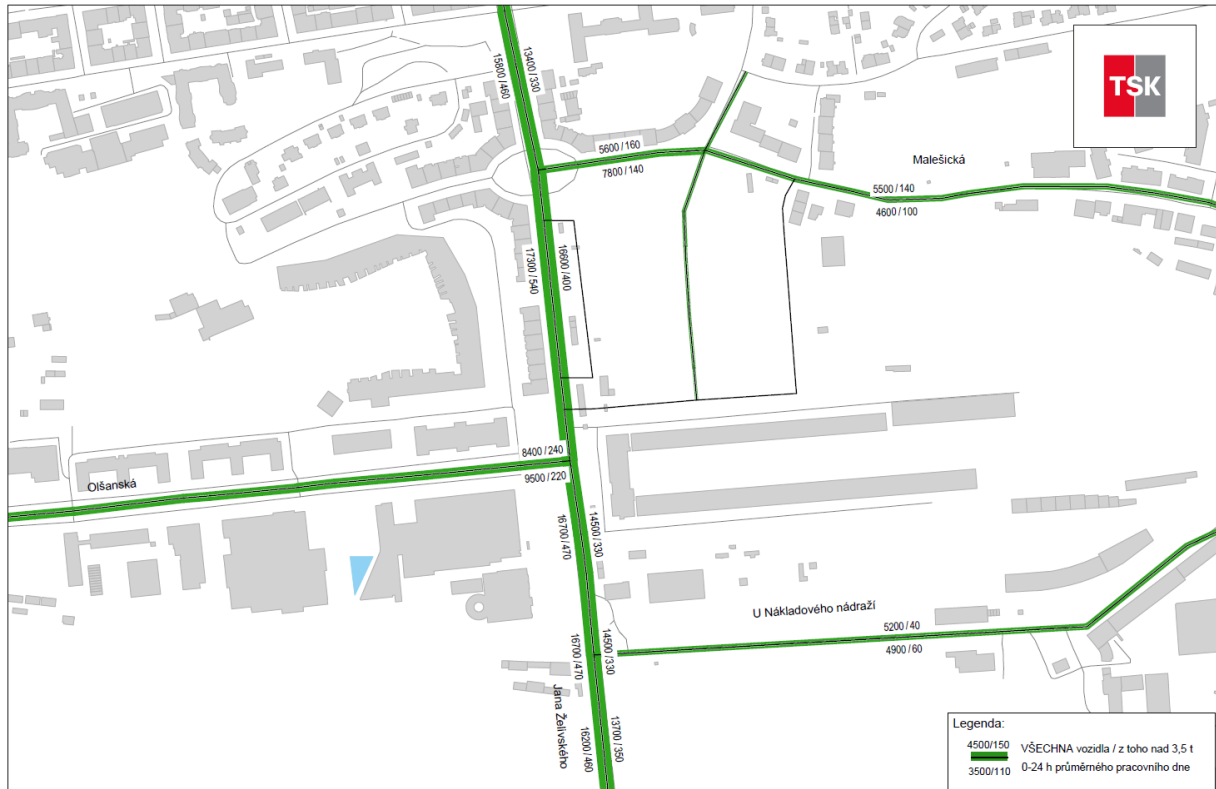 13400/330
15800/460
TSK
5600/160
7800/140
Malešická
5500/140
4600/100
16600/400
17300/540
8400/240
9500/220
Olšanská
14500/330
16700/470
U Nákladového nádraží
5200/40
4900/60
14500/330
16700/470
Jana Želivského
13700/350
16200/460
Legenda:
4500/150
VŠECHNA vozidla / z toho nad 3,5 t
0-24 h průměrného pracovního dne
3500/110